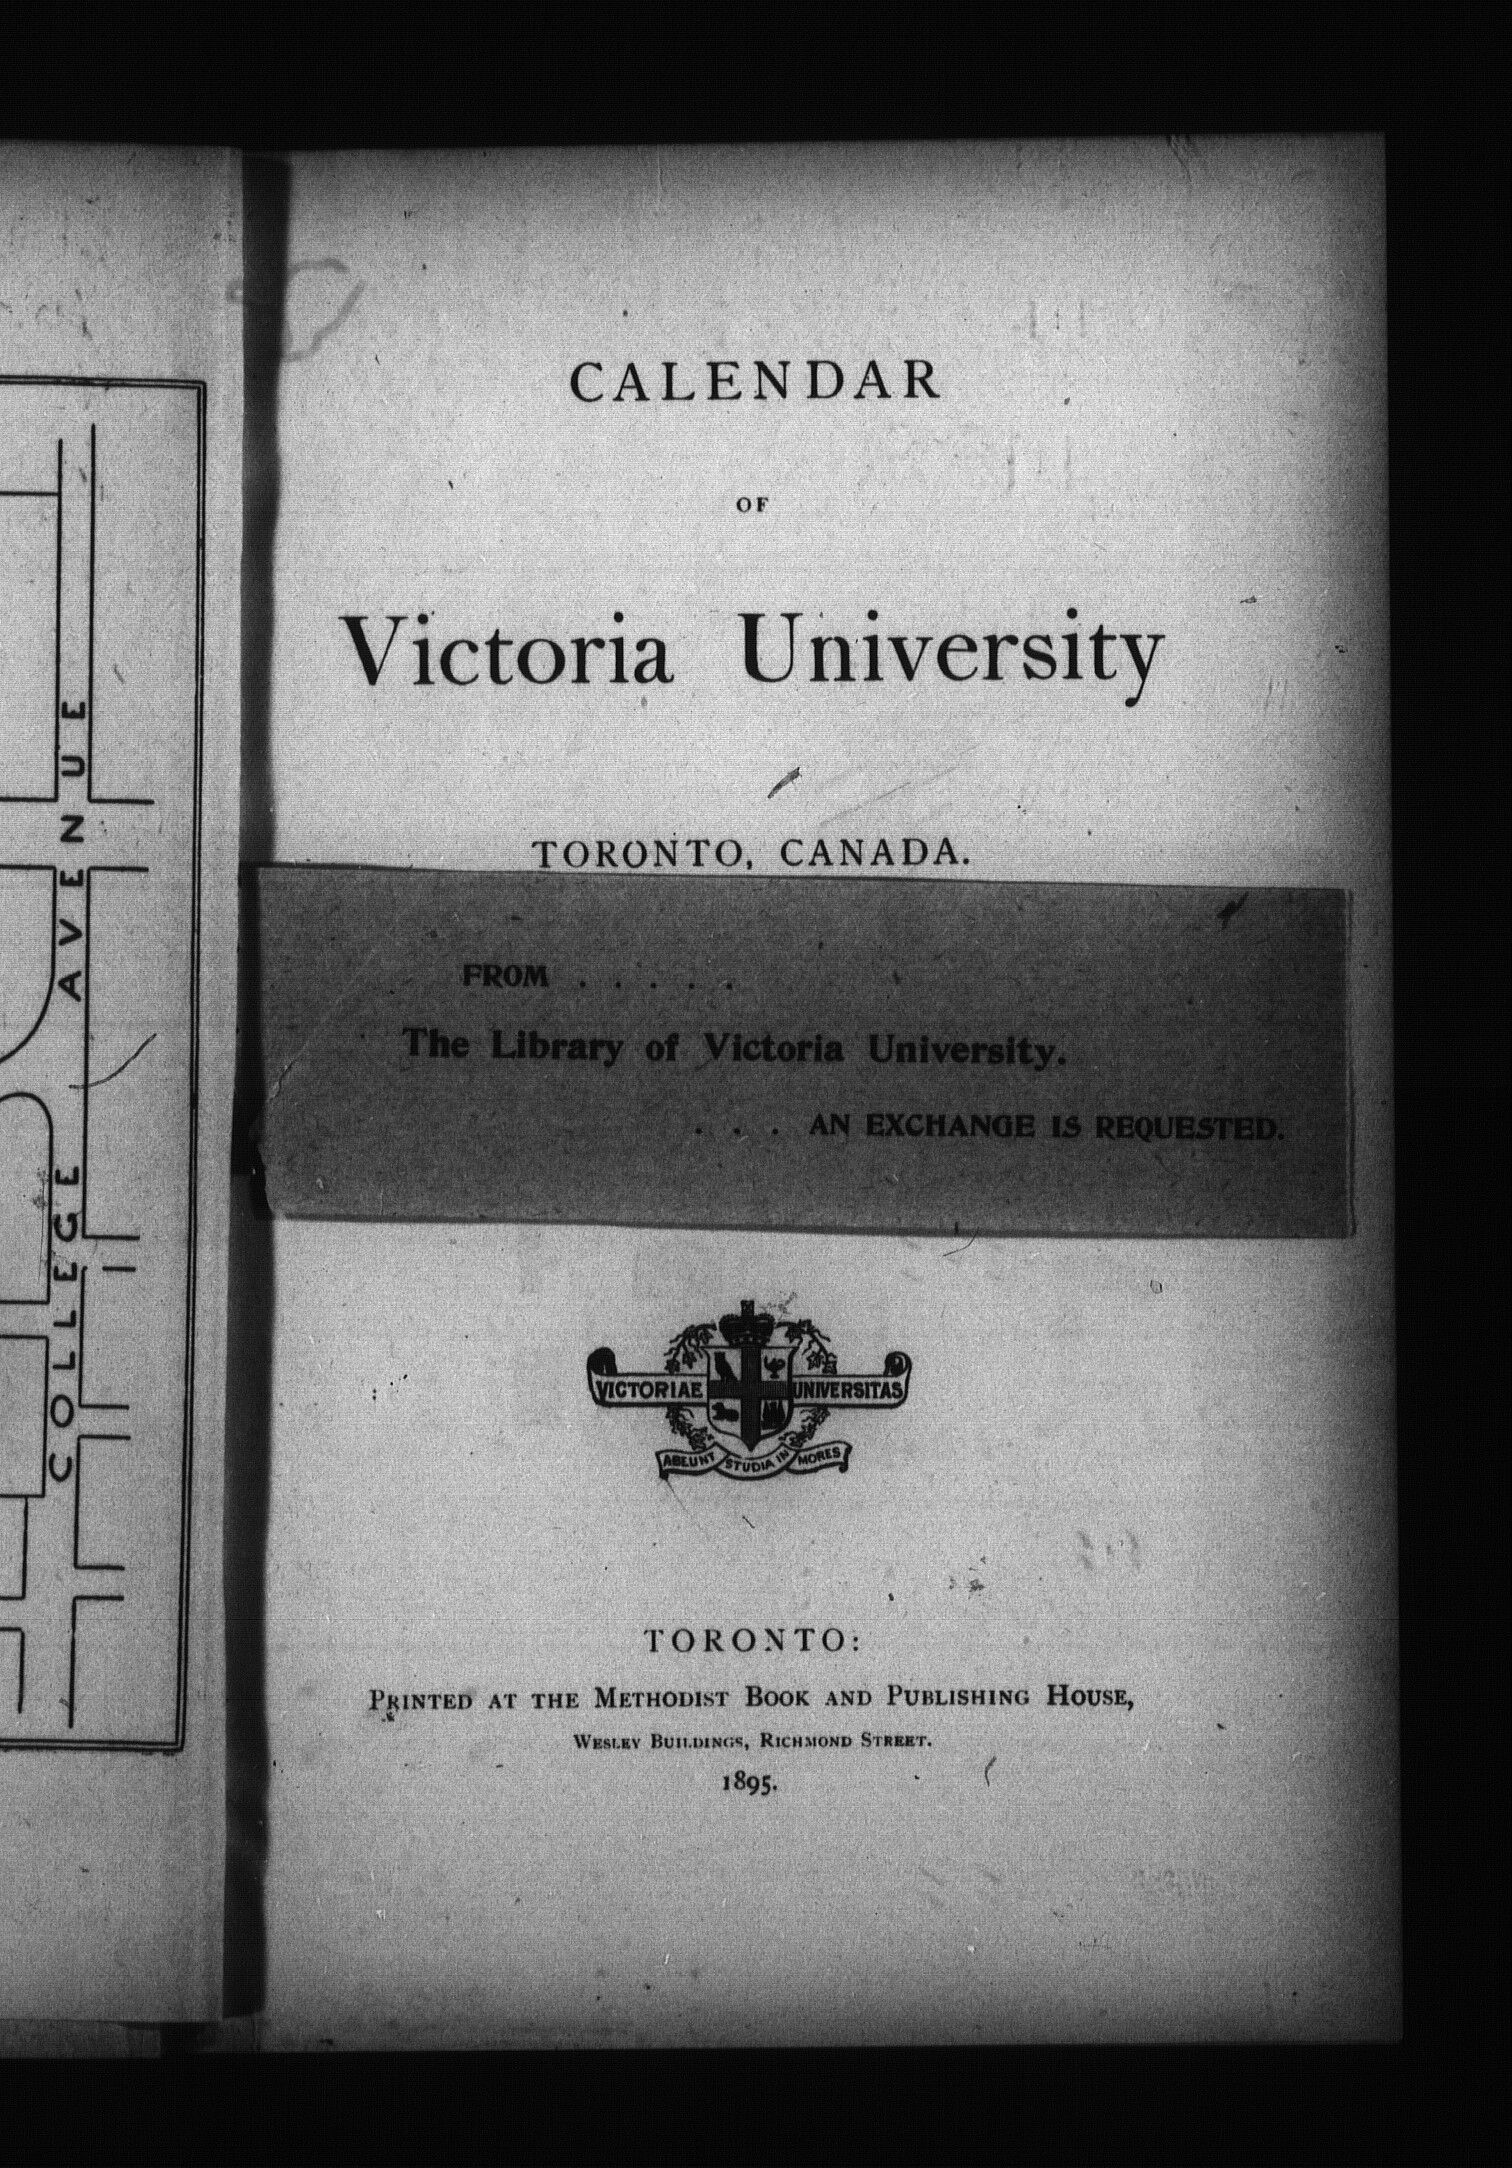 COLLEGE AVENUE
CALENDAR
OF
Victoria University
TORONTO, CANADA.
FROM . . . . .
The Library of Victoria University.
. . . AN EXCHANGE IS REQUESTED.
VICTORIAE UNIVERSITAS
ABEUNT STUDIA IN MORES
TORONTO:
PRINTED AT THE METHODIST BOOK AND PUBLISHING HOUSE,
WESLEY BUILDINGS, RICHMOND STREET.
1895.